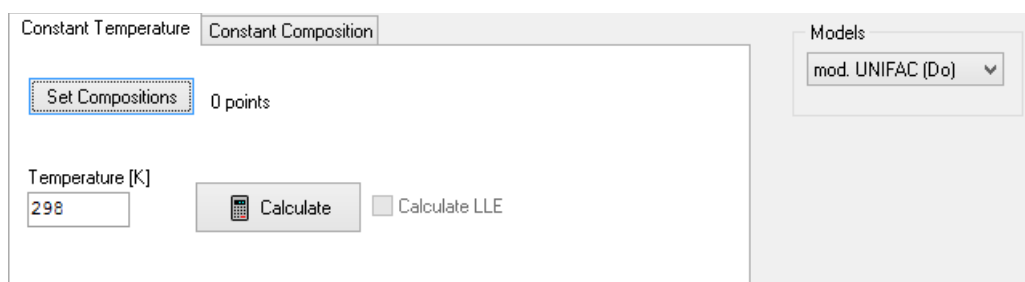 Constant Temperature
Constant Composition
Models
mod. UNIFAC (Do)
Set Compositions
0 points
Temperature [K]
298
Calculate
Calculate LLE